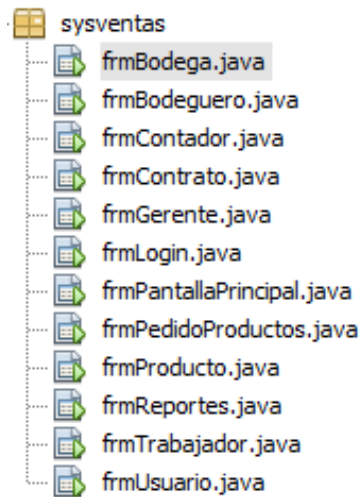 sysventas
frmBodega.java
frmBodeguero.java
frmContador.java
frmContrato.java
frmGerente.java
frmLogin.java
frmPantallaPrincipal.java
frmPedidoProductos.java
frmProducto.java
frmReportes.java
frmTrabajador.java
frmUsuario.java